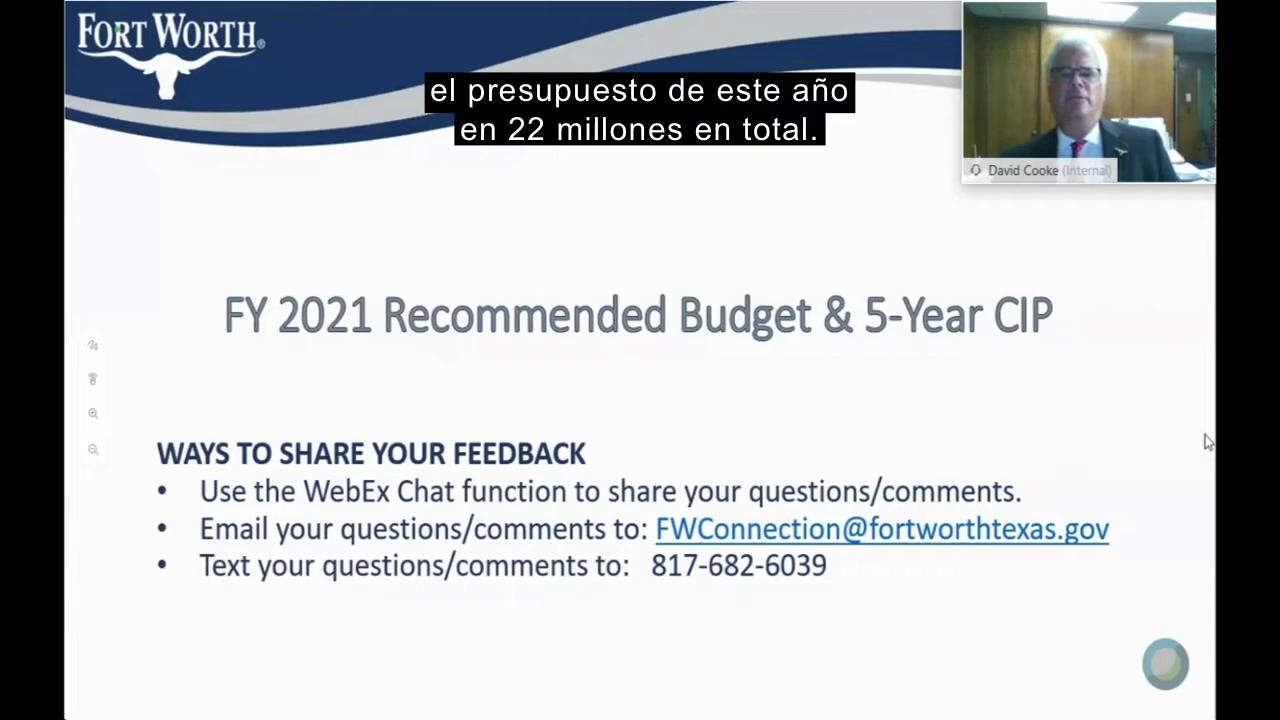 FORT WORTH®
el presupuesto de este año
en 22 millones en total.
David Cooke (Internal)
FY 2021 Recommended Budget & 5-Year CIP
WAYS TO SHARE YOUR FEEDBACK
• Use the WebEx Chat function to share your questions/comments.
• Email your questions/comments to: FWConnection@fortworthtexas.gov
• Text your questions/comments to: 817-682-6039